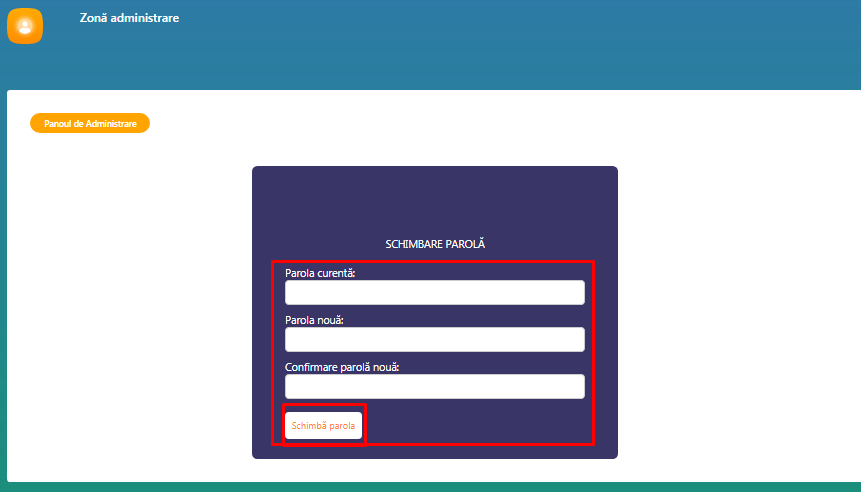 Zonă administrare
Panoul de Administrare
SCHIMBARE PAROLĂ
Parola curentă:
Parola nouă:
Confirmare parolă nouă:
Schimbă parola